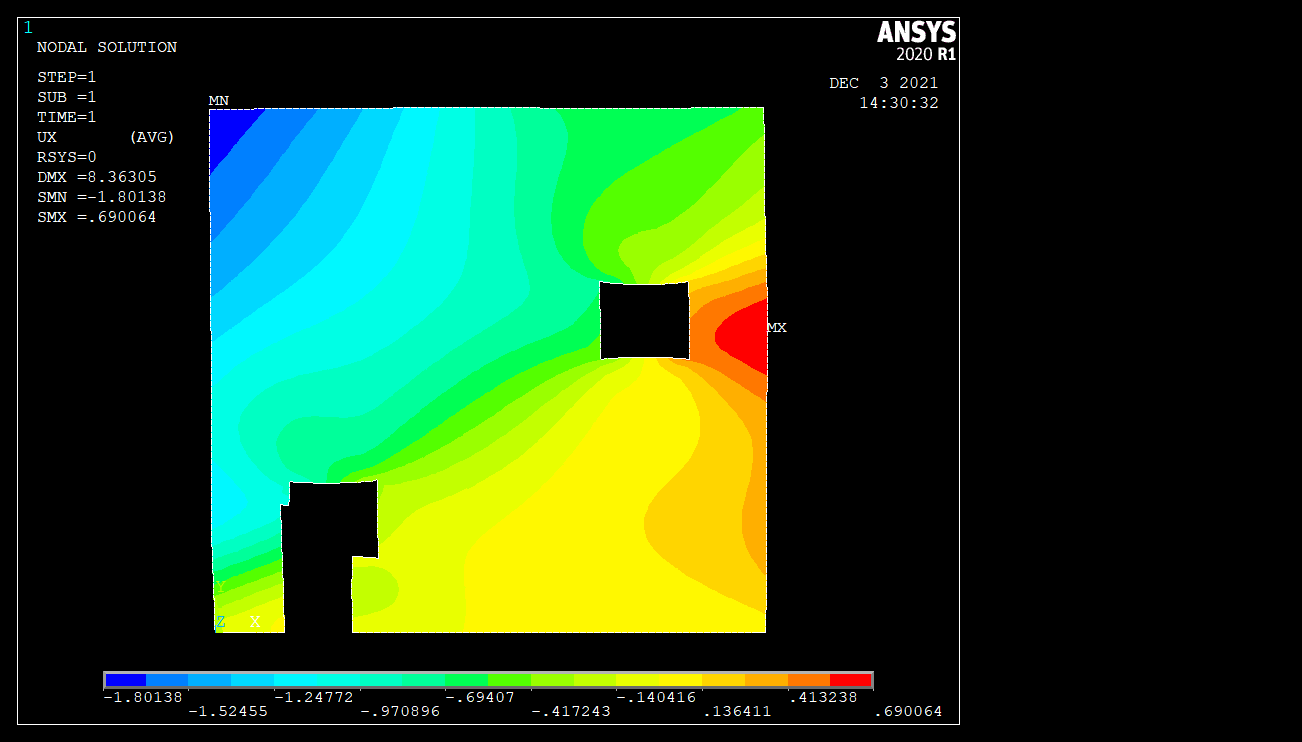 1
ANSYS
2020 R1
NODAL SOLUTION
STEP=1
SUB =1
TIME=1
UX (AVG)
RSYS=0
DMX =8.36305
SMN =-1.80138
SMX =.690064
DEC 3 2021
14:30:32
MN
MX
Y
Z X
-1.80138 -1.24772 -.69407 -.140416 .413238
-1.52455 -.970896 -.417243 .136411 .690064